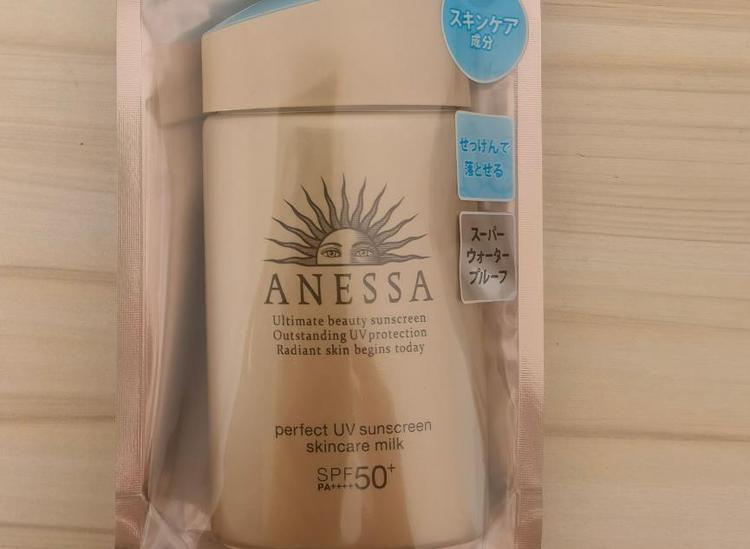 スキンケア
成分
せっけんで
落とせる
スーパー
ウォーター
プルーフ
ANESSA
Ultimate beauty sunscreen
Outstanding UV protection
Radiant skin begins today
perfect UV sunscreen
skincare milk
SPF50+
PA++++